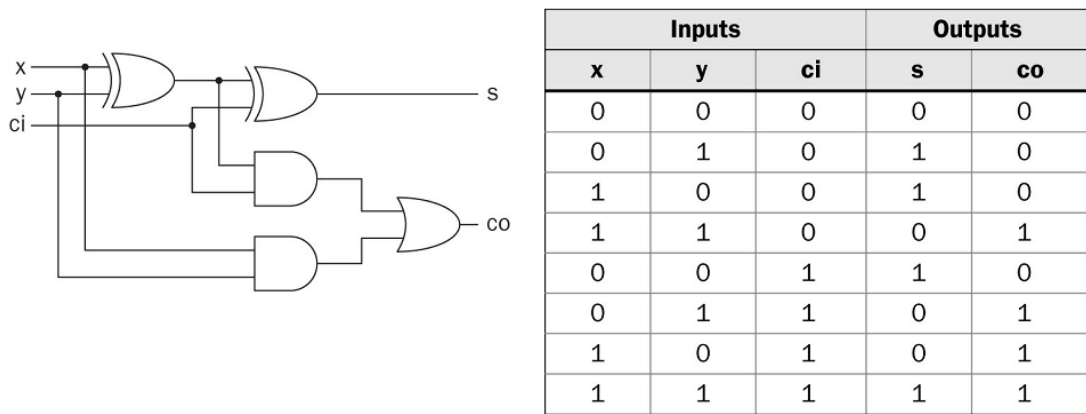 x
y
ci
s
co
Inputs Outputs
x y ci s co
0 0 0 0 0
0 1 0 1 0
1 0 0 1 0
1 1 0 0 1
0 0 1 1 0
0 1 1 0 1
1 0 1 0 1
1 1 1 1 1